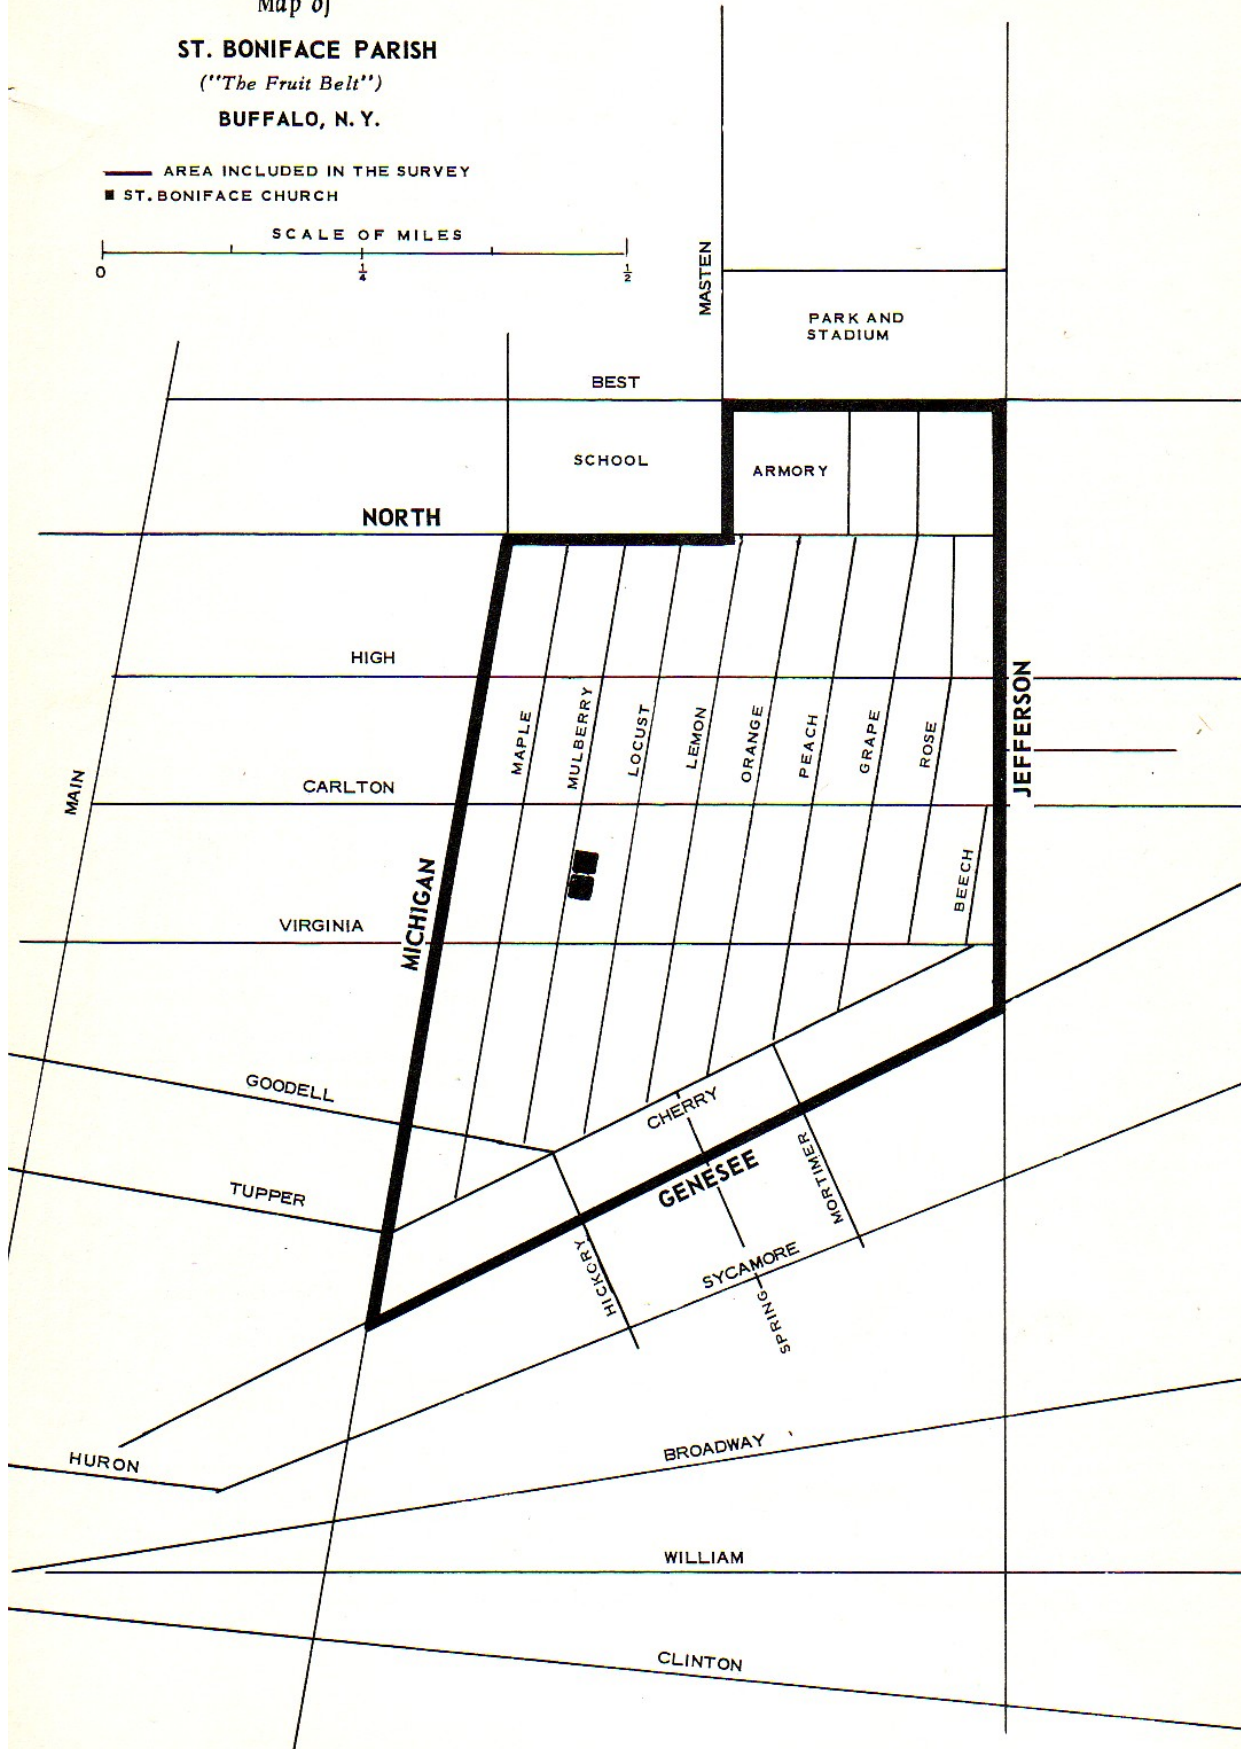 Map of
ST. BONIFACE PARISH
("The Fruit Belt")
BUFFALO, N. Y.
AREA INCLUDED IN THE SURVEY
ST. BONIFACE CHURCH
SCALE OF MILES
0 1/4 1/2
MASTEN
PARK AND
STADIUM
BEST
SCHOOL
ARMORY
NORTH
HIGH
MAPLE
MULBERRY
LOCUST
LEMON
ORANGE
PEACH
GRAPE
ROSE
JEFFERSON
MAIN
CARLTON
BEECH
MICHIGAN
VIRGINIA
GOODELL
CHERRY
TUPPER
GENESEE
MORTIMER
HICKORY
SYCAMORE
SPRING
HURON
BROADWAY
WILLIAM
CLINTON